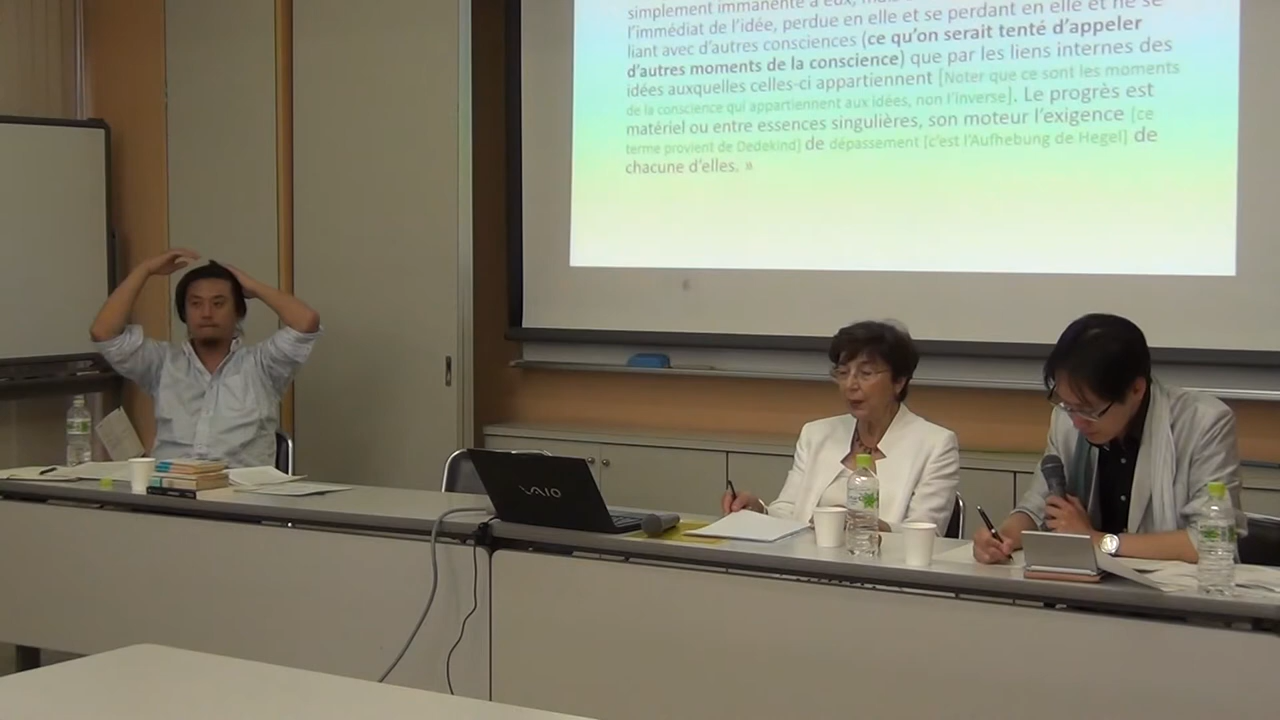 simplement immanente à eux, mais
l'immédiat de l'idée, perdue en elle et se perdant en elle et ne se
liant avec d'autres consciences (ce qu'on serait tenté d'appeler
d'autres moments de la conscience) que par les liens internes des
idées auxquelles celles-ci appartiennent [Noter que ce sont les moments
de la conscience qui appartiennent aux idées, non l'inverse]. Le progrès est
matériel ou entre essences singulières, son moteur l'exigence [ce
terme provient de Dedekind] de dépassement [c'est l'Aufhebung de Hegel] de
chacune d'elles. »
VAIO